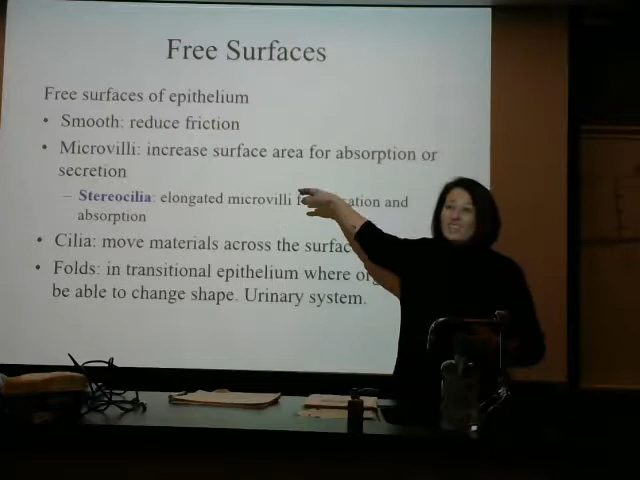 Free Surfaces
Free surfaces of epithelium
• Smooth: reduce friction
• Microvilli: increase surface area for absorption or
secretion
– Stereocilia: elongated microvilli and
absorption
• Cilia: move materials across the
• Folds: in transitional epithelium where
be able to change shape. Urinary system.